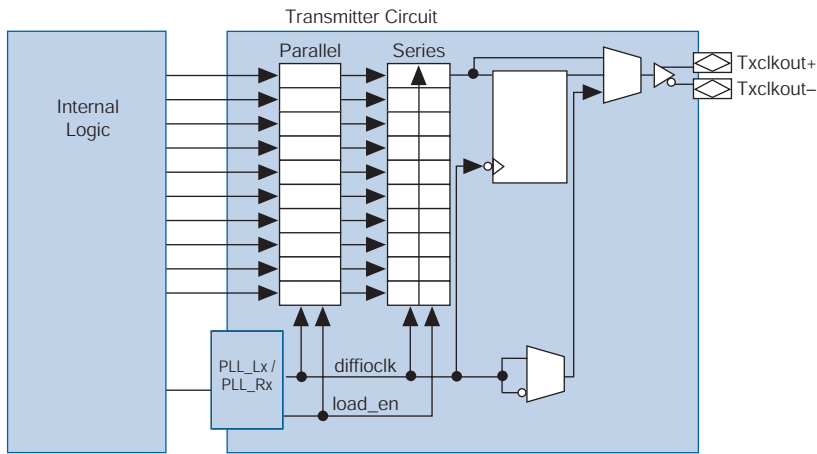 Transmitter Circuit
Parallel
Series
Txclkout+
Txclkout–
Internal
Logic
PLL_Lx /
PLL_Rx
diffioclk
load_en